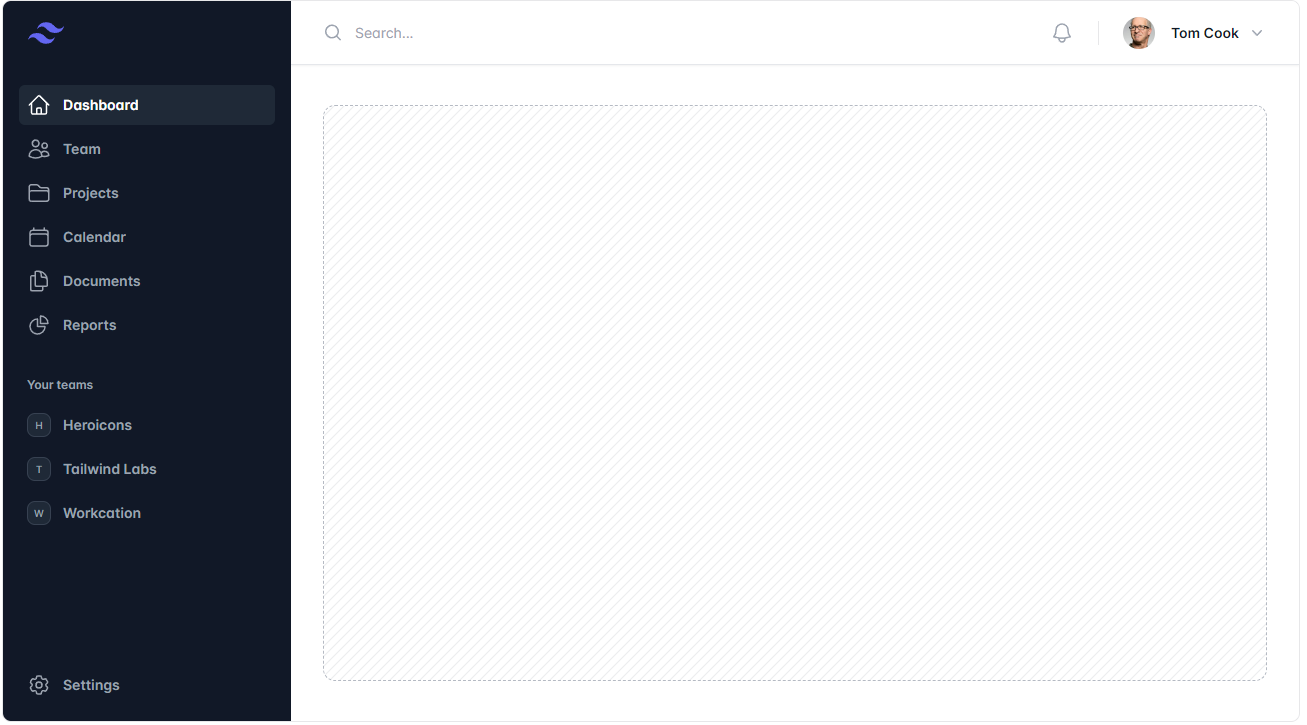 Search...
Tom Cook
Dashboard
Team
Projects
Calendar
Documents
Reports
Your teams
H Heroicons
T Tailwind Labs
W Workcation
Settings